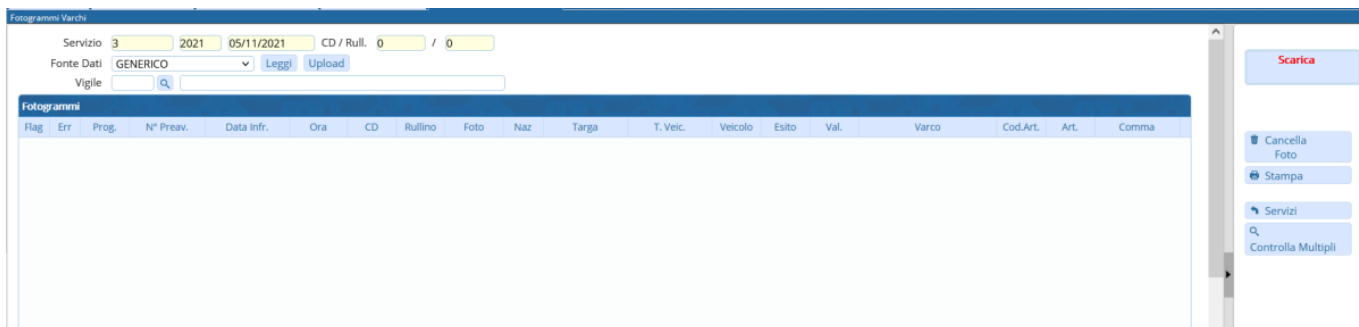 Fotogrammi Varchi
Servizio 3 2021 05/11/2021 CD / Rull. 0 / 0
Scarica
Fonte Dati GENERICO Leggi Upload
Vigile
Fotogrammi
Flag Err Prog. N° Preav. Data Infr. Ora CD Rullino Foto Naz Targa T. Veic. Veicolo Esito Val. Varco Cod.Art. Art. Comma
Cancella
Foto
Stampa
Servizi
Controlla Multipli